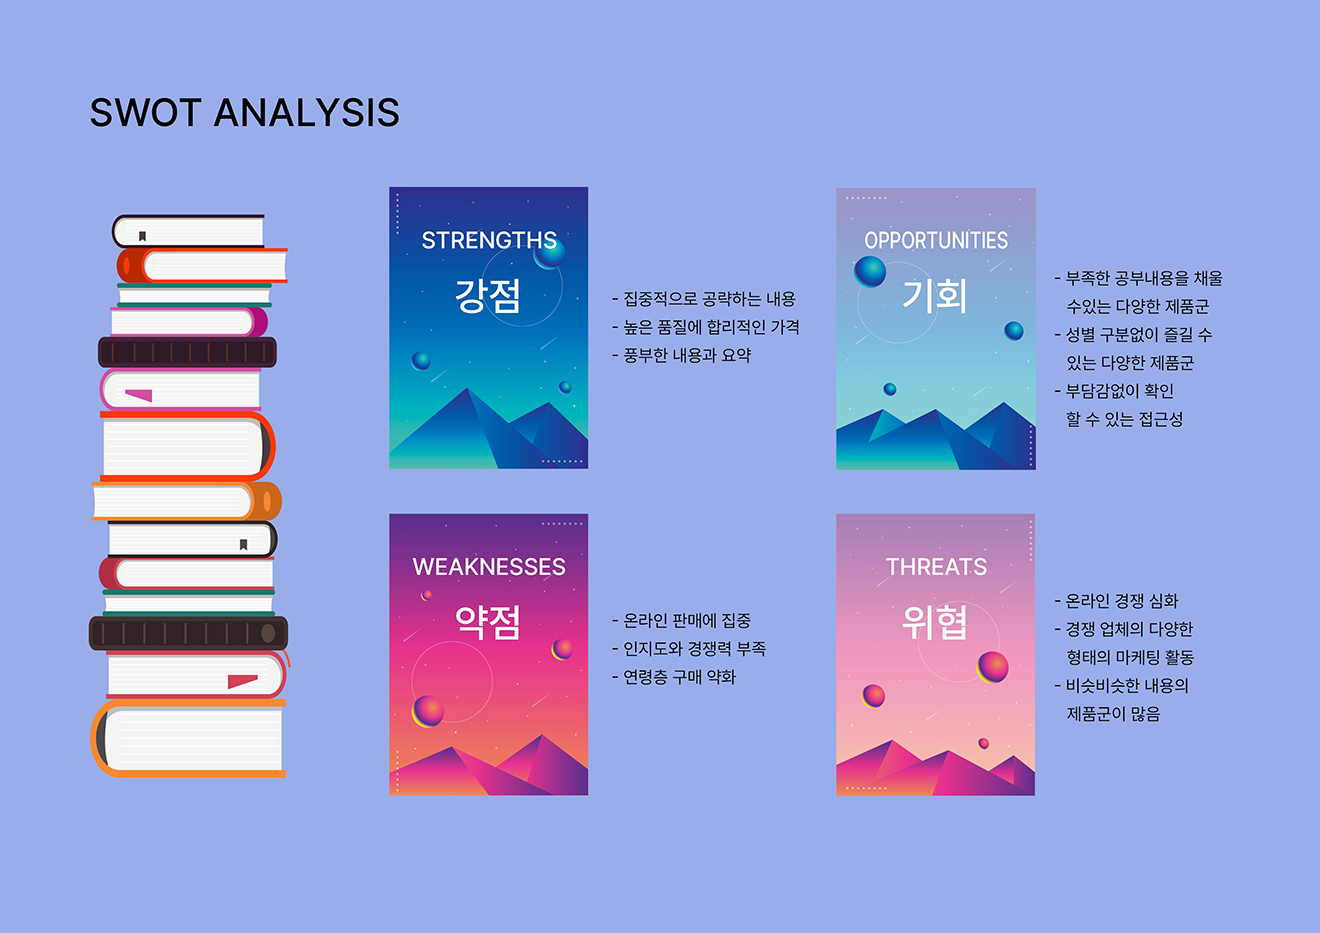 SWOT ANALYSIS
STRENGTHS
강점
- 집중적으로 공략하는 내용
- 높은 품질에 합리적인 가격
- 풍부한 내용과 요약
OPPORTUNITIES
기회
- 부족한 공부내용을 채울
수있는 다양한 제품군
- 성별 구분없이 즐길 수
있는 다양한 제품군
- 부담감없이 확인
할 수 있는 접근성
WEAKNESSES
약점
- 온라인 판매에 집중
- 인지도와 경쟁력 부족
- 연령층 구매 약화
THREATS
위협
- 온라인 경쟁 심화
- 경쟁 업체의 다양한
형태의 마케팅 활동
- 비슷비슷한 내용의
제품군이 많음